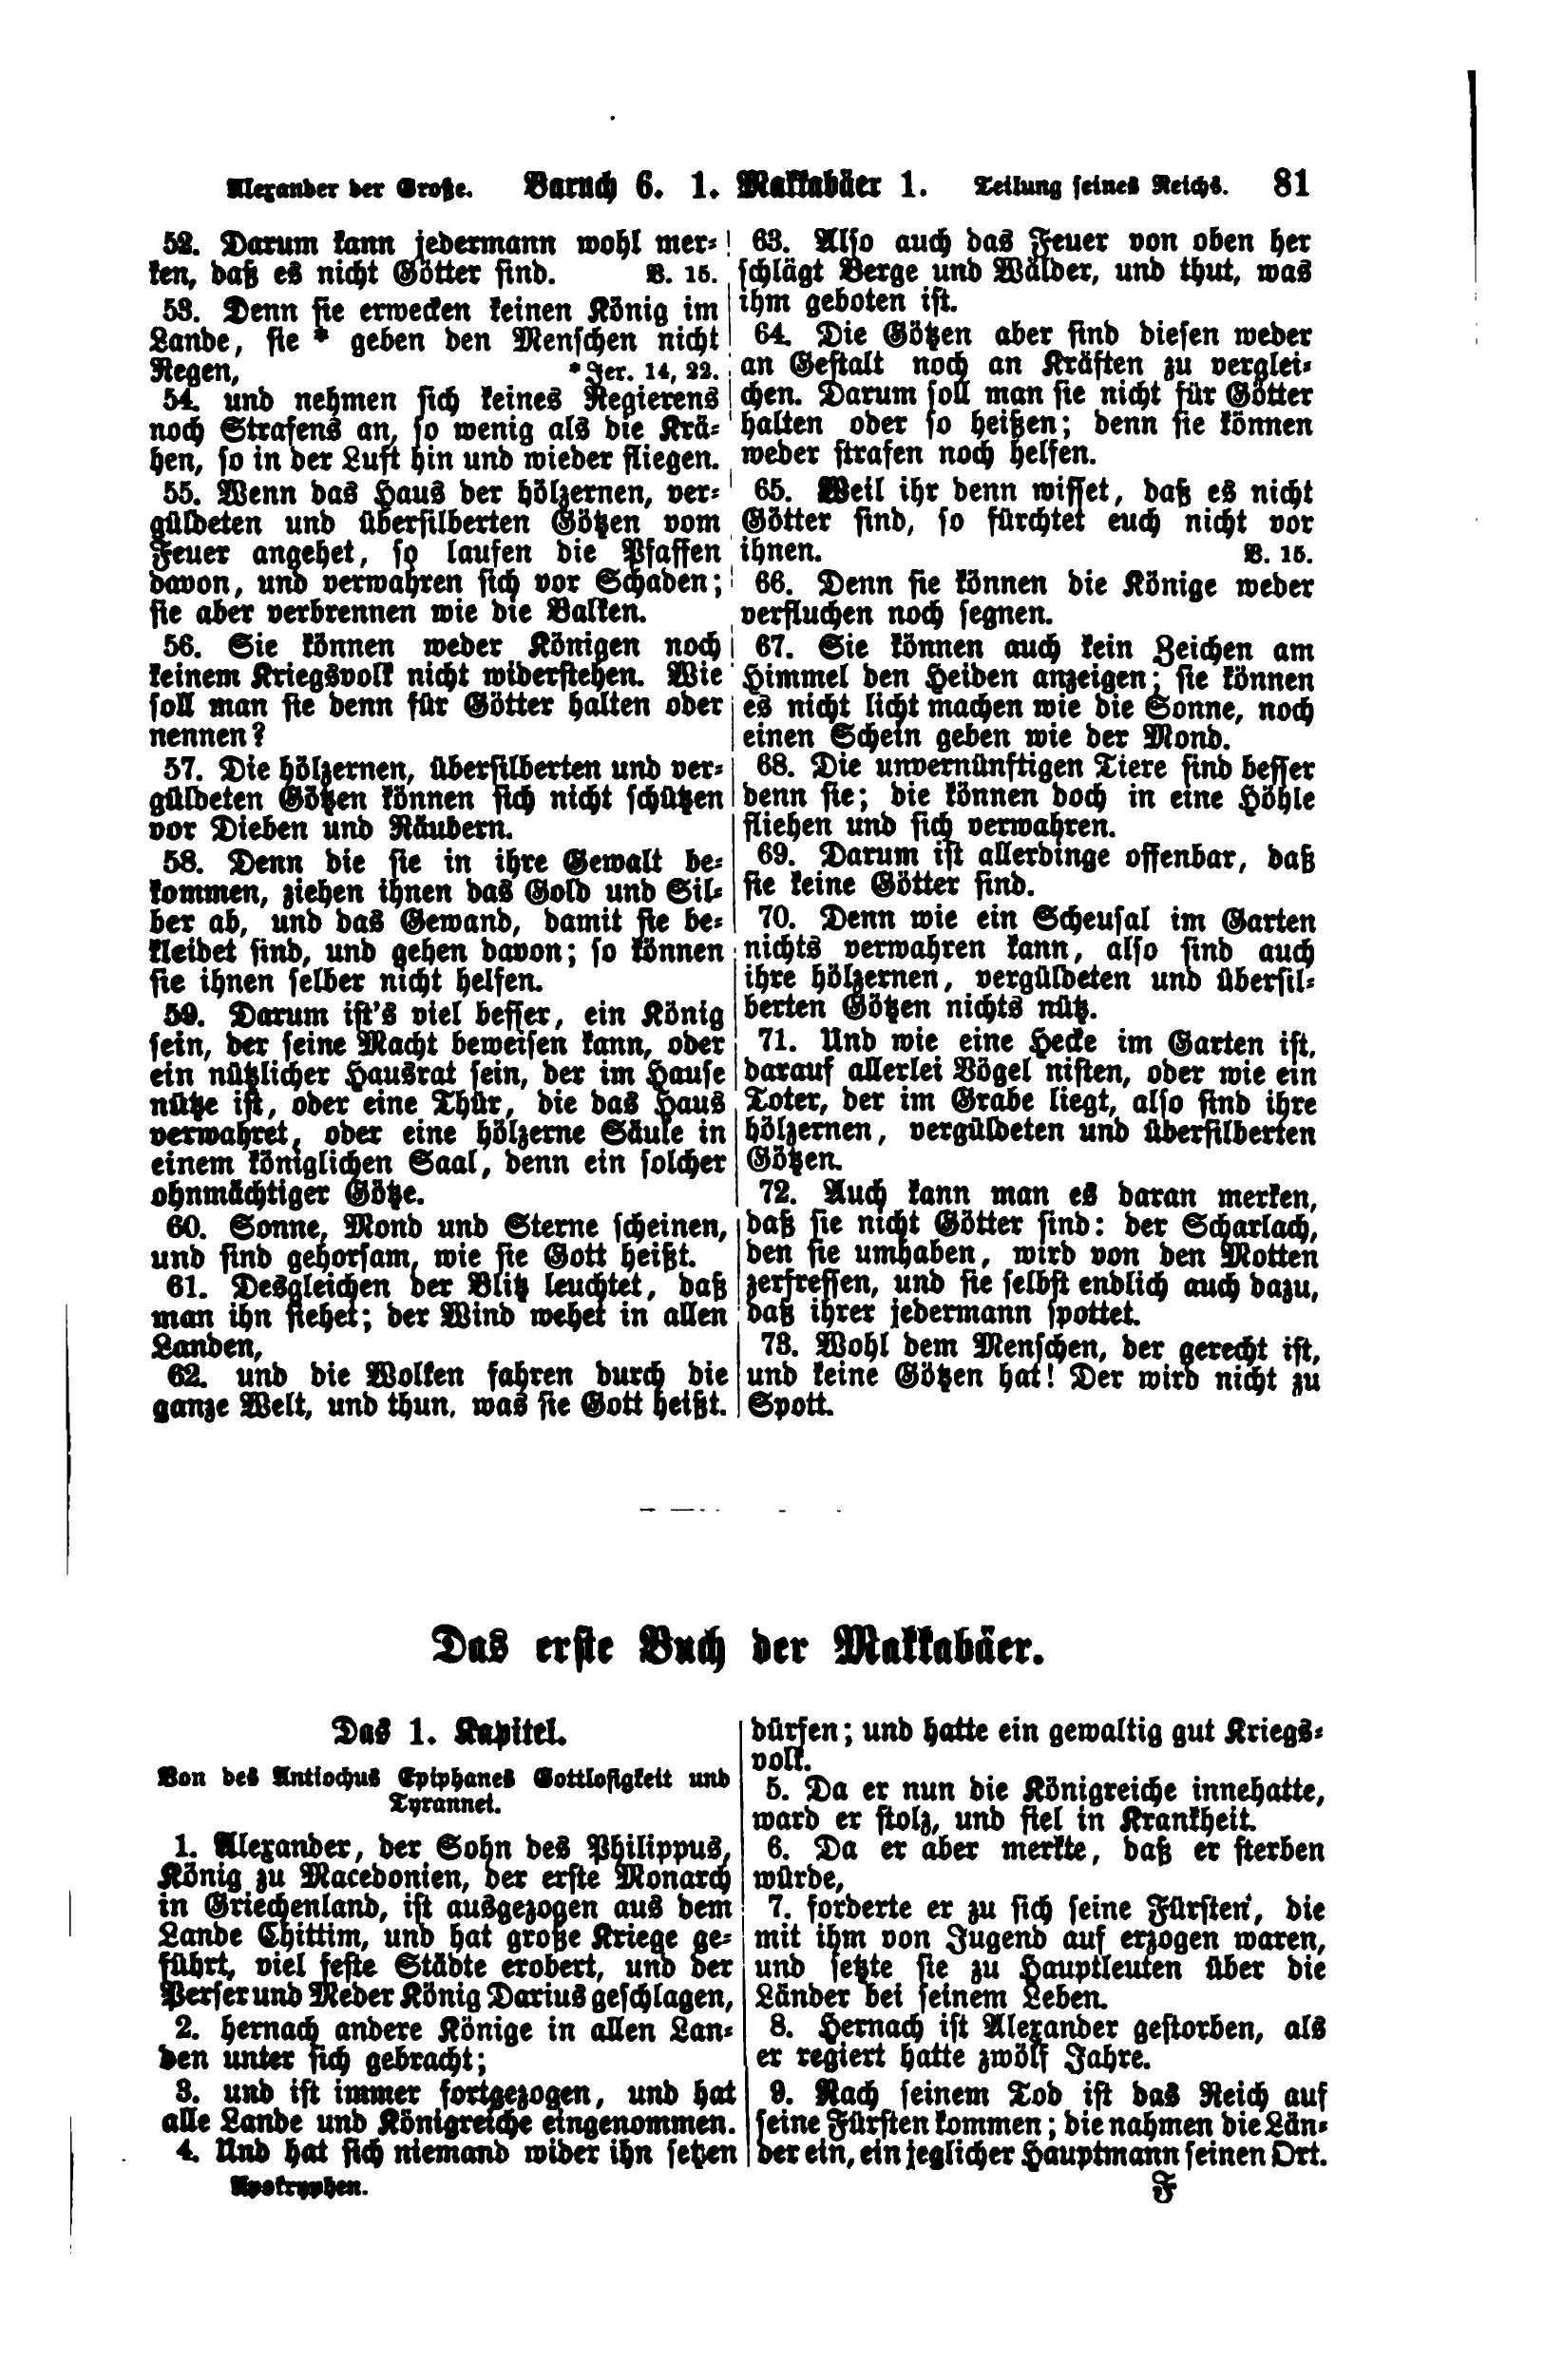 Alexander der Große. Baruch 6. 1. Makkabäer 1. Teilung seines Reichs. 81
52. Darum kann jedermann wohl mer-
ken, daß es nicht Götter sind. V. 15.
53. Denn sie erwecken keinen König im
Lande, sie * geben den Menschen nicht
Regen, *Jer. 14, 22.
54. und nehmen sich keines Regierens
noch Strafens an, so wenig als die Krä-
hen, so in der Luft hin und wieder fliegen.
55. Wenn das Haus der hölzernen, ver-
güldeten und übersilberten Götzen vom
Feuer angehet, so laufen die Pfaffen
davon, und verwahren sich vor Schaden;
sie aber verbrennen wie die Balken.
56. Sie können weder Königen noch
keinem Kriegsvolk nicht widerstehen. Wie
soll man sie denn für Götter halten oder
nennen?
57. Die hölzernen, übersilberten und ver-
güldeten Götzen können sich nicht schützen
vor Dieben und Räubern.
58. Denn die sie in ihre Gewalt be-
kommen, ziehen ihnen das Gold und Sil-
ber ab, und das Gewand, damit sie be-
kleidet sind, und gehen davon; so können
sie ihnen selber nicht helfen.
59. Darum ist's viel besser, ein König
sein, der seine Macht beweisen kann, oder
ein nützlicher Hausrat sein, der im Hause
nütze ist, oder eine Thür, die das Haus
verwahret, oder eine hölzerne Säule in
einem königlichen Saal, denn ein solcher
ohnmächtiger Götze.
60. Sonne, Mond und Sterne scheinen,
und sind gehorsam, wie sie Gott heißt.
61. Desgleichen der Blitz leuchtet, daß
man ihn siehet; der Wind wehet in allen
Landen,
62. und die Wolken fahren durch die
ganze Welt, und thun, was sie Gott heißt.
63. Also auch das Feuer von oben her
schlägt Berge und Wälder, und thut, was
ihm geboten ist.
64. Die Götzen aber sind diesen weder
an Gestalt noch an Kräften zu verglei-
chen. Darum soll man sie nicht für Götter
halten oder so heißen; denn sie können
weder strafen noch helfen.
65. Weil ihr denn wisset, daß es nicht
Götter sind, so fürchtet euch nicht vor
ihnen. V. 15.
66. Denn sie können die Könige weder
verfluchen noch segnen.
67. Sie können auch kein Zeichen am
Himmel den Heiden anzeigen; sie können
es nicht licht machen wie die Sonne, noch
einen Schein geben wie der Mond.
68. Die unvernünftigen Tiere sind besser
denn sie; die können doch in eine Höhle
fliehen und sich verwahren.
69. Darum ist allerdinge offenbar, daß
sie keine Götter sind.
70. Denn wie ein Scheusal im Garten
nichts verwahren kann, also sind auch
ihre hölzernen, vergüldeten und übersil-
berten Götzen nichts nütz.
71. Und wie eine Hecke im Garten ist,
darauf allerlei Vögel nisten, oder wie ein
Toter, der im Grabe liegt, also sind ihre
hölzernen, vergüldeten und übersilberten
Götzen.
72. Auch kann man es daran merken,
daß sie nicht Götter sind: der Scharlach,
den sie umhaben, wird von den Motten
zerfressen, und sie selbst endlich auch dazu,
daß ihrer jedermann spottet.
73. Wohl dem Menschen, der gerecht ist,
und keine Götzen hat! Der wird nicht zu
Spott.
Das erste Buch der Makkabäer.
Das 1. Kapitel.
Von des Antiochus Epiphanes Gottlosigkeit und
Tyrannei.
1. Alexander, der Sohn des Philippus,
König zu Macedonien, der erste Monarch
in Griechenland, ist ausgezogen aus dem
Lande Chittim, und hat große Kriege ge-
führt, viel feste Städte erobert, und der
Perser und Meder König Darius geschlagen,
2. hernach andere Könige in allen Lan-
den unter sich gebracht;
3. und ist immer fortgezogen, und hat
alle Lande und Königreiche eingenommen.
4. Und hat sich niemand wider ihn setzen
dürfen; und hatte ein gewaltig gut Kriegs-
volk.
5. Da er nun die Königreiche innehatte,
ward er stolz, und fiel in Krankheit.
6. Da er aber merkte, daß er sterben
würde,
7. forderte er zu sich seine Fürsten, die
mit ihm von Jugend auf erzogen waren,
und setzte sie zu Hauptleuten über die
Länder bei seinem Leben.
8. Hernach ist Alexander gestorben, als
er regiert hatte zwölf Jahre.
9. Nach seinem Tod ist das Reich auf
seine Fürsten kommen; die nahmen die Län-
der ein, ein jeglicher Hauptmann seinen Ort.
Apokryphen. F